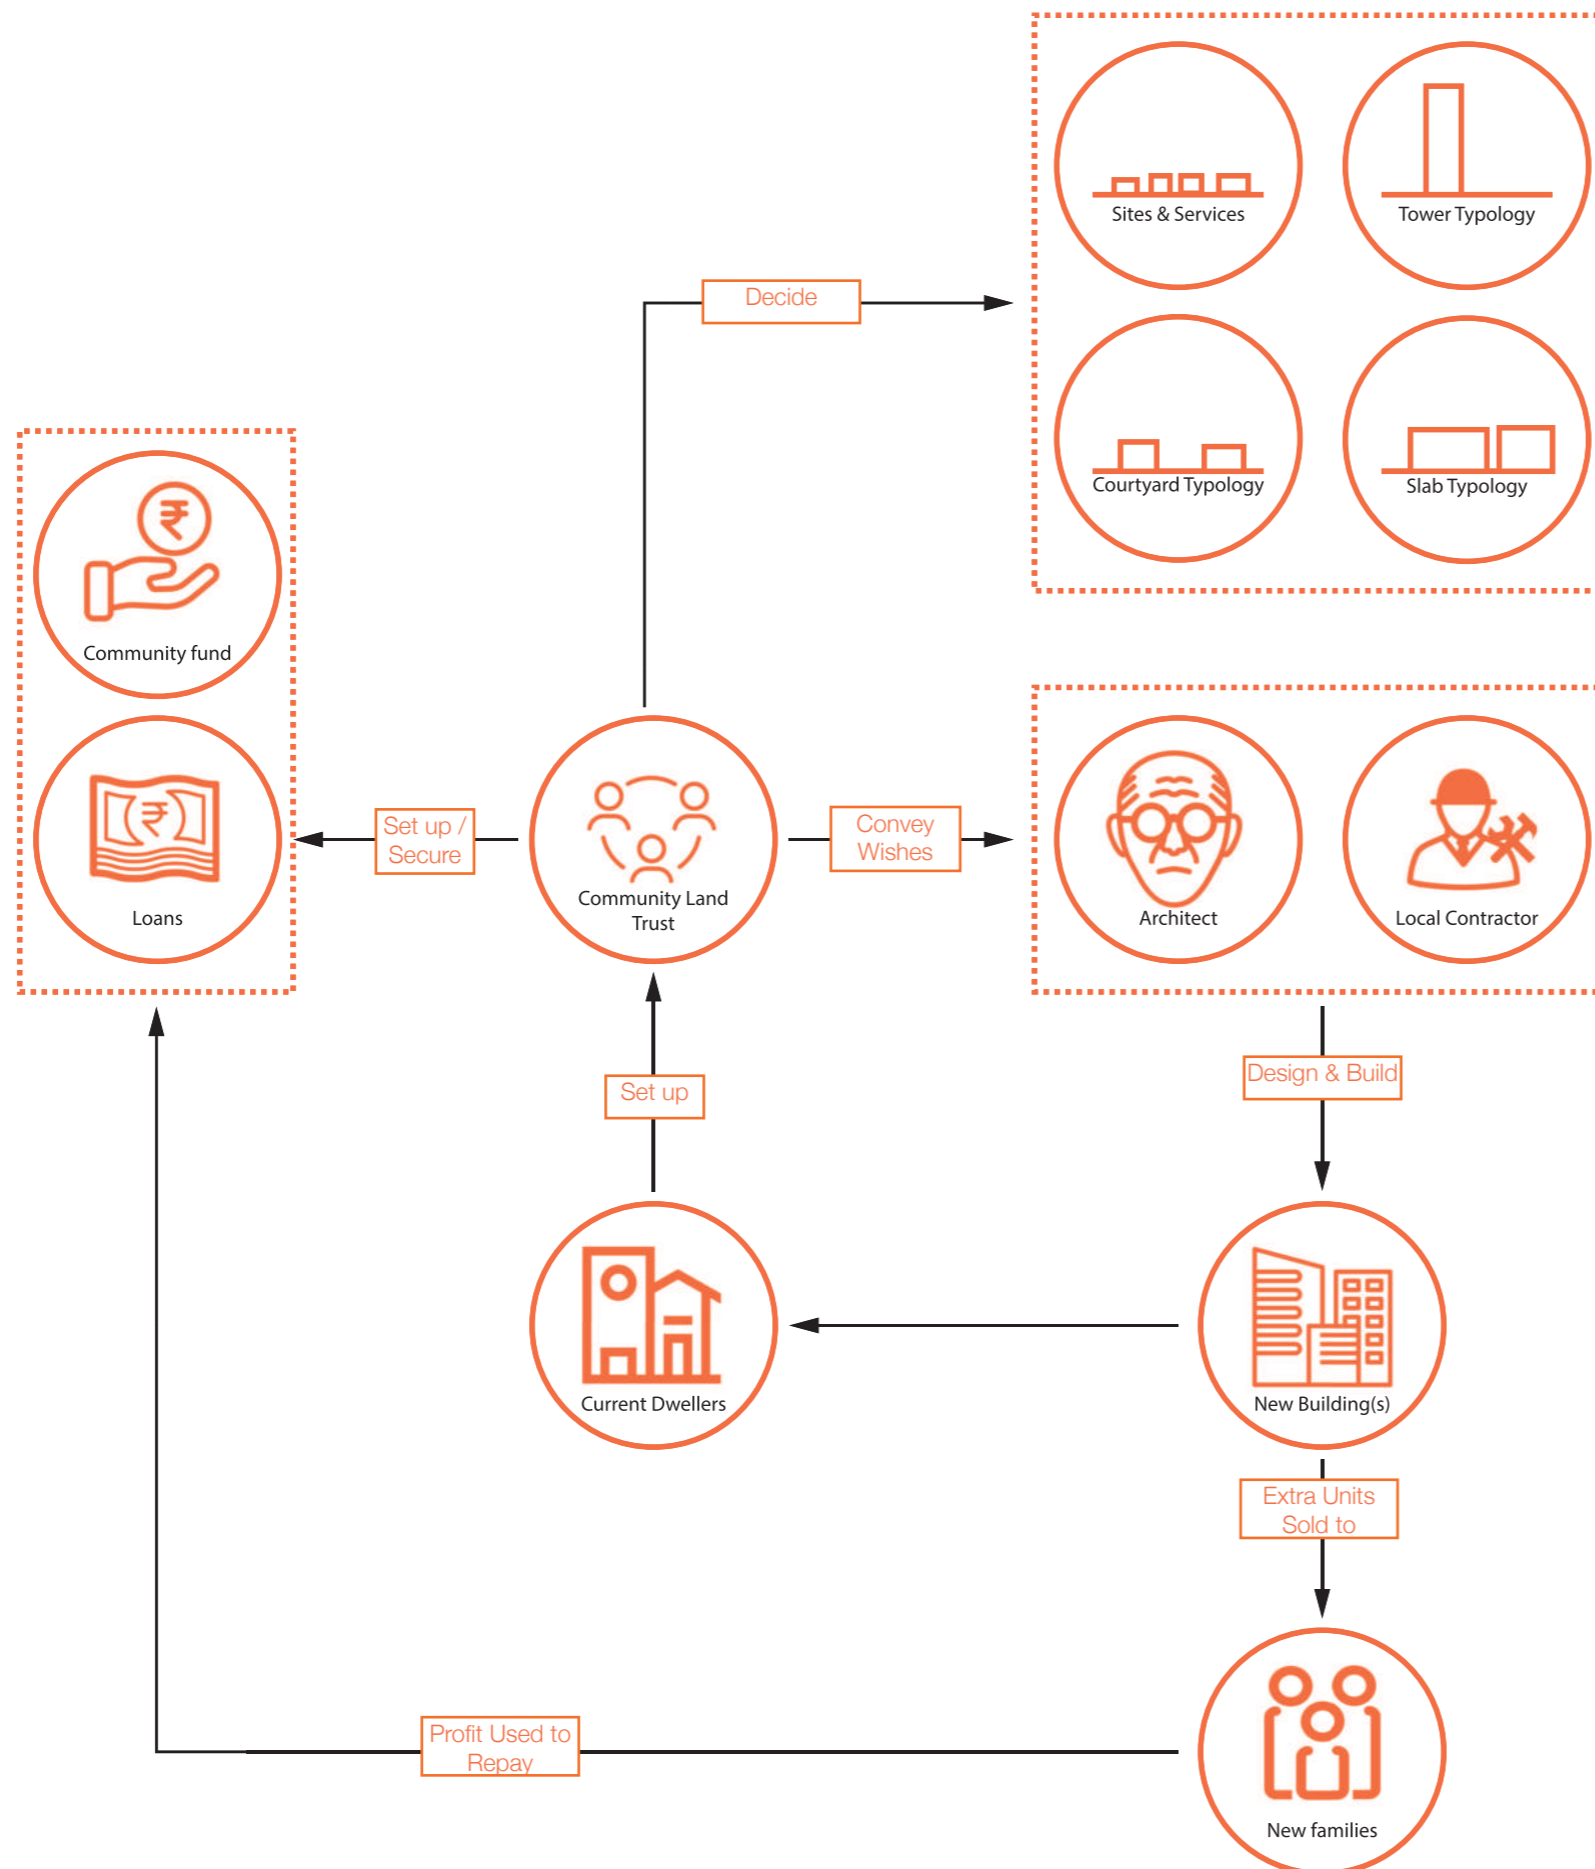 Sites & Services
Tower Typology
Decide
Courtyard Typology
Slab Typology
₹
Community fund
₹
Loans
Set up /
Secure
Community Land
Trust
Convey
Wishes
Architect
Local Contractor
Set up
Design & Build
Current Dwellers
New Building(s)
Extra Units
Sold to
Profit Used to
Repay
New families